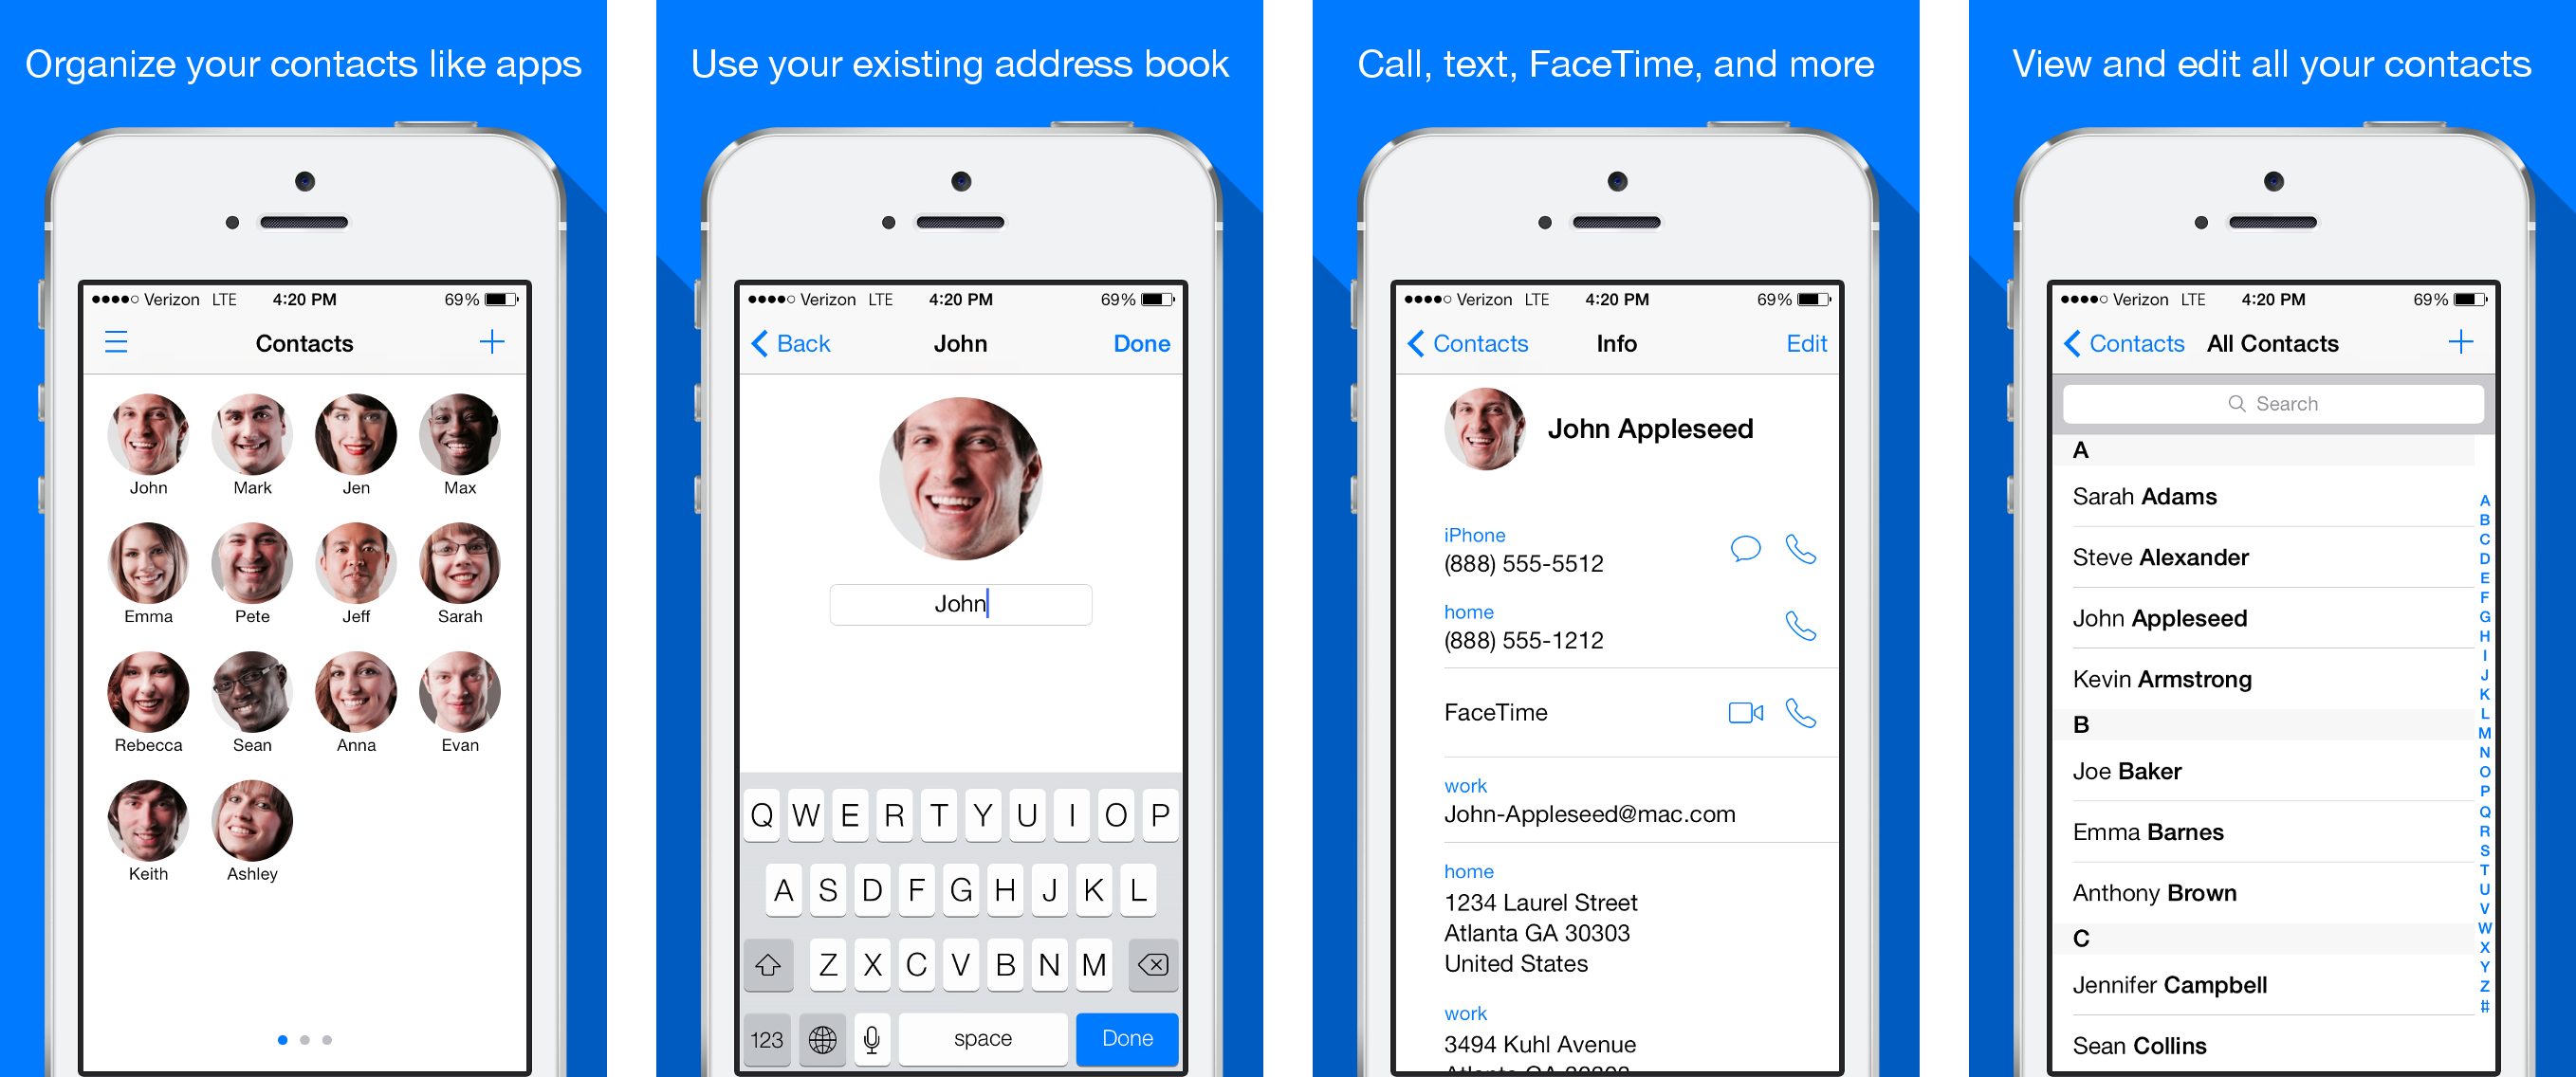 Organize your contacts like apps
Verizon LTE 4:20 PM 69%
Contacts
John Mark Jen Max
Emma Pete Jeff Sarah
Rebecca Sean Anna Evan
Keith Ashley
Use your existing address book
Verizon LTE 4:20 PM 69%
Back John Done
John
Q W E R T Y U I O P
A S D F G H J K L
Z X C V B N M
123 space Done
Call, text, FaceTime, and more
Verizon LTE 4:20 PM 69%
Contacts Info Edit
John Appleseed
iPhone
(888) 555-5512
home
(888) 555-1212
FaceTime
work
John-Appleseed@mac.com
home
1234 Laurel Street
Atlanta GA 30303
United States
work
3494 Kuhl Avenue
Atlanta GA 30303
View and edit all your contacts
Verizon LTE 4:20 PM 69%
Contacts All Contacts
Search
A
Sarah Adams
Steve Alexander
John Appleseed
Kevin Armstrong
B
Joe Baker
Emma Barnes
Anthony Brown
C
Jennifer Campbell
Sean Collins
A
B
C
D
E
F
G
H
I
J
K
L
M
N
O
P
Q
R
S
T
U
V
W
X
Y
Z
#